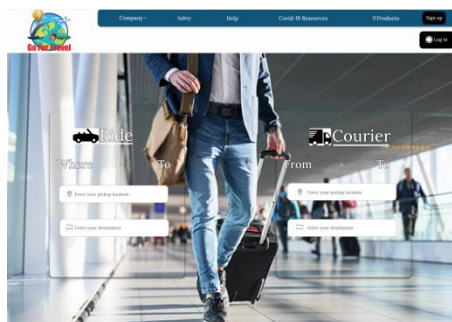 Company
Safety
Help
Covid-19 Resources
Products
Sign up
Log in
Go For Travel
Ride
Where
To
Enter your pickup location
Enter your destination
Courier
From
To
Enter your pickup location
Enter your destination